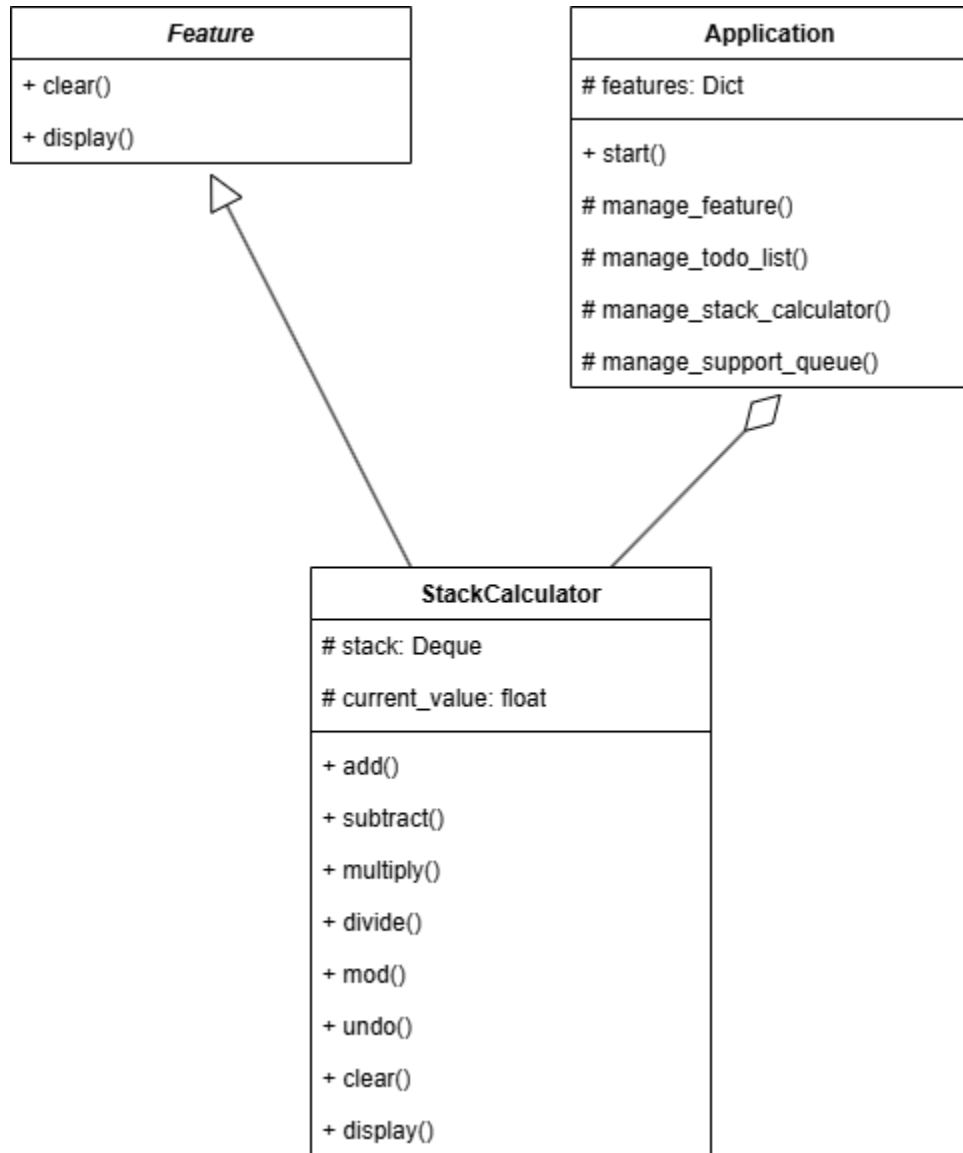 Feature
+ clear()
+ display()
Application
# features: Dict
+ start()
# manage_feature()
# manage_todo_list()
# manage_stack_calculator()
# manage_support_queue()
StackCalculator
# stack: Deque
# current_value: float
+ add()
+ subtract()
+ multiply()
+ divide()
+ mod()
+ undo()
+ clear()
+ display()